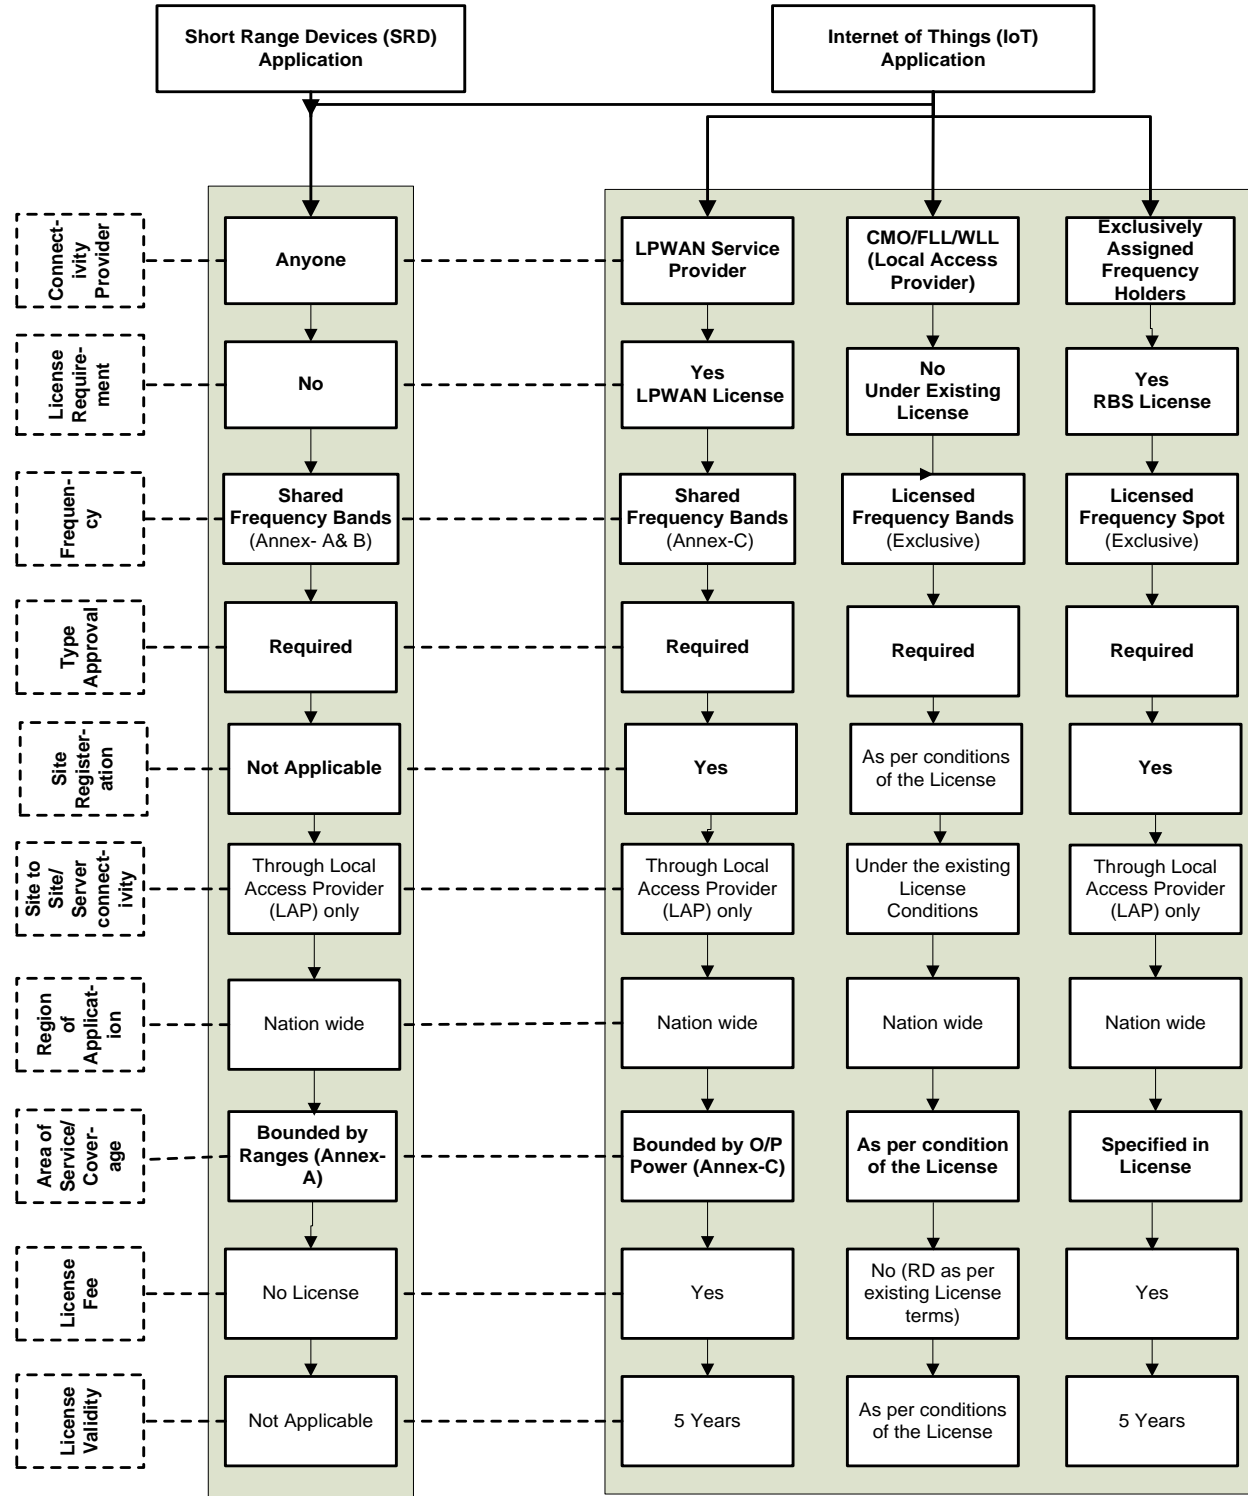 Short Range Devices (SRD)
Application
Internet of Things (IoT)
Application
Connect-
ivity
Provider
Anyone
LPWAN Service
Provider
CMO/FLL/WLL
(Local Access
Provider)
Exclusively
Assigned
Frequency
Holders
License
Require-
ment
No
Yes
LPWAN License
No
Under Existing
License
Yes
RBS License
Frequen-
cy
Shared
Frequency Bands
(Annex- A& B)
Shared
Frequency Bands
(Annex-C)
Licensed
Frequency Bands
(Exclusive)
Licensed
Frequency Spot
(Exclusive)
Type
Approval
Required
Required
Required
Required
Site
Register-
ation
Not Applicable
Yes
As per conditions
of the License
Yes
Site to
Site/
Server
connect-
ivity
Through Local
Access Provider
(LAP) only
Through Local
Access Provider
(LAP) only
Under the existing
License
Conditions
Through Local
Access Provider
(LAP) only
Region
of
Applicat-
ion
Nation wide
Nation wide
Nation wide
Nation wide
Area of
Service/
Cover-
age
Bounded by
Ranges (Annex-
A)
Bounded by O/P
Power (Annex-C)
As per condition
of the License
Specified in
License
License
Fee
No License
Yes
No (RD as per
existing License
terms)
Yes
License
Validity
Not Applicable
5 Years
As per conditions
of the License
5 Years